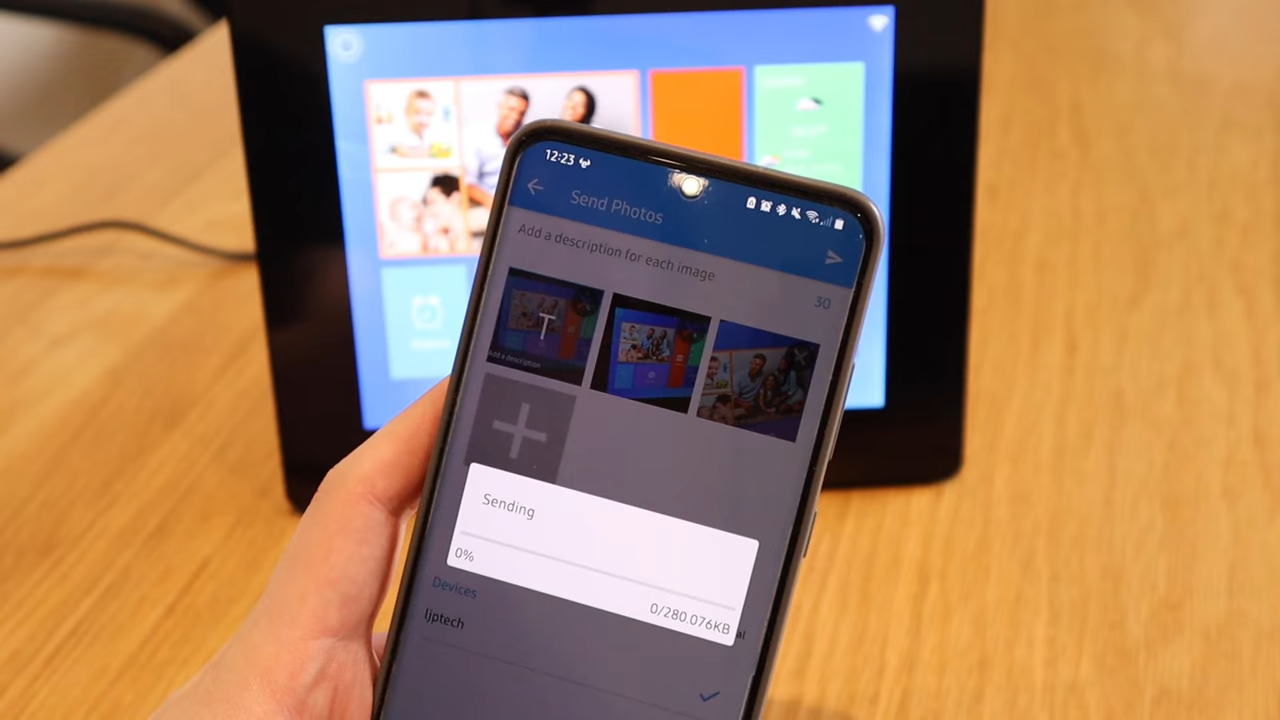 12:23
Send Photos
Add a description for each image
30
T
Add a description
Sending
0%
0/280.076KB
Devices
al
ljptech